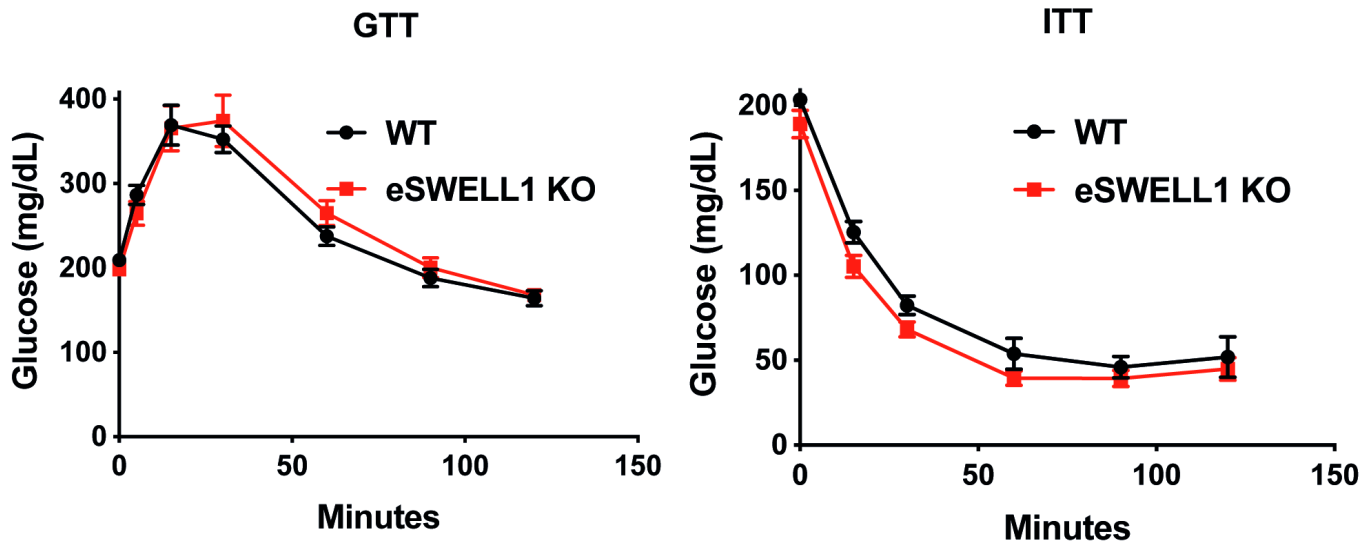 GTT
400
300
200
100
0
0 50 100 150
Glucose (mg/dL)
Minutes
WT
eSWELL1 KO
ITT
200
150
100
50
0
0 50 100 150
Glucose (mg/dL)
Minutes
WT
eSWELL1 KO